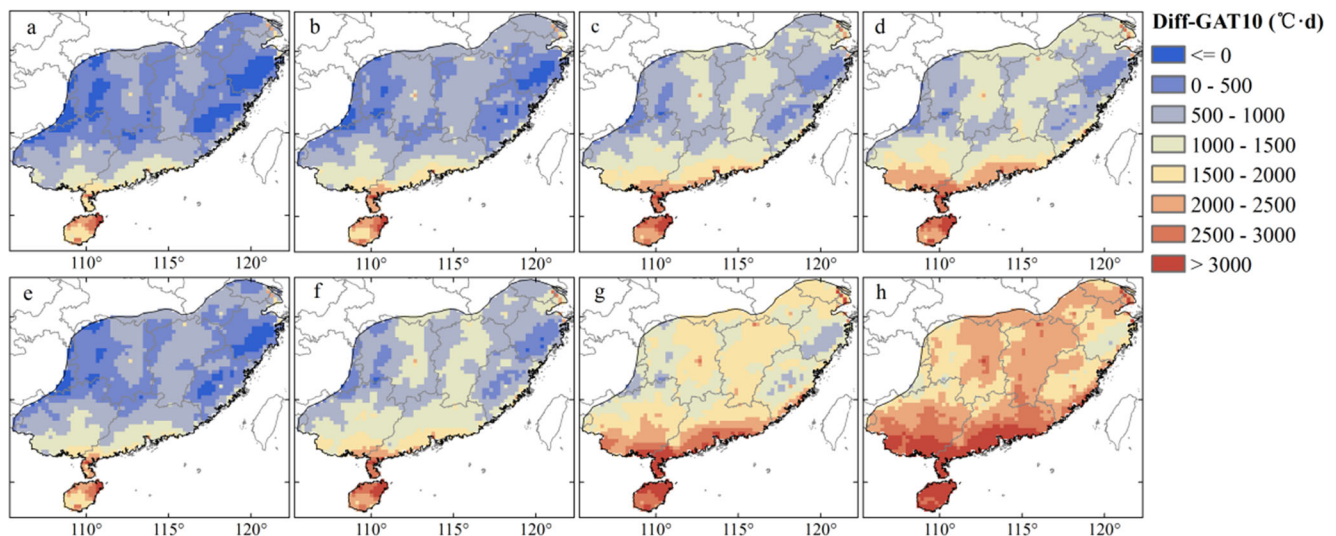 a
b
c
d
Diff-GAT10 (℃·d)
<= 0
0 - 500
500 - 1000
1000 - 1500
1500 - 2000
2000 - 2500
2500 - 3000
> 3000
110° 115° 120° 110° 115° 120° 110° 115° 120° 110° 115° 120°
e
f
g
h
110° 115° 120° 110° 115° 120° 110° 115° 120° 110° 115° 120°